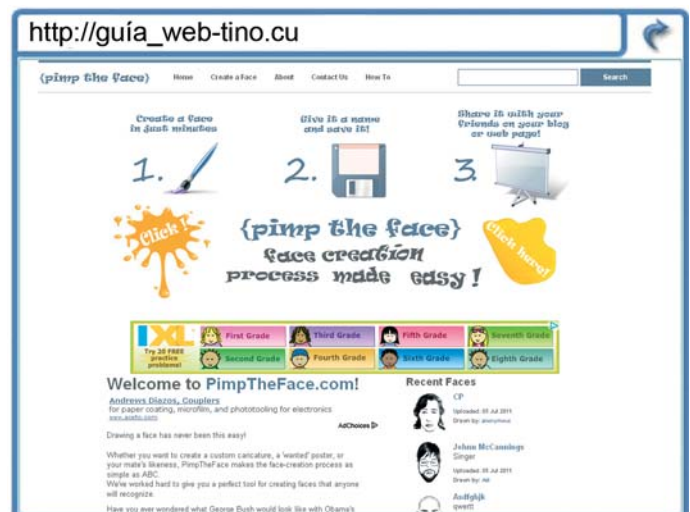 http://guía_web-tino.cu
{pimp the face} Home Create a Face About Contact Us How To Search
Create a face
in just minutes
1.
Give it a name
and save it!
2.
Share it with your
friends on your blog
or web page!
3.
Click !
{pimp the face}
face creation
process made easy !
Click here!
IXL
Try 20 FREE
practice
problems!
First Grade Third Grade Fifth Grade Seventh Grade
Second Grade Fourth Grade Sixth Grade Eighth Grade
Welcome to PimpTheFace.com!
Andrews Diazos, Couplers
for paper coating, microfilm, and phototooling for electronics
AdChoices
Drawing a face has never been this easy!
Whether you want to create a custom caricature, a 'wanted' poster, or
your mate's likeness, PimpTheFace makes the face-creation process as
simple as ABC.
We've worked hard to give you a perfect tool for creating faces that anyone
will recognize.
Have you ever wondered what George Bush would look like with Obama's
Recent Faces
CP
Uploaded: 05 Jul 2011
Drawn by: anonymous
Johnn McCannings
Singer
Uploaded: 05 Jul 2011
Drawn by: Adi
Asdfghjk
qwertt